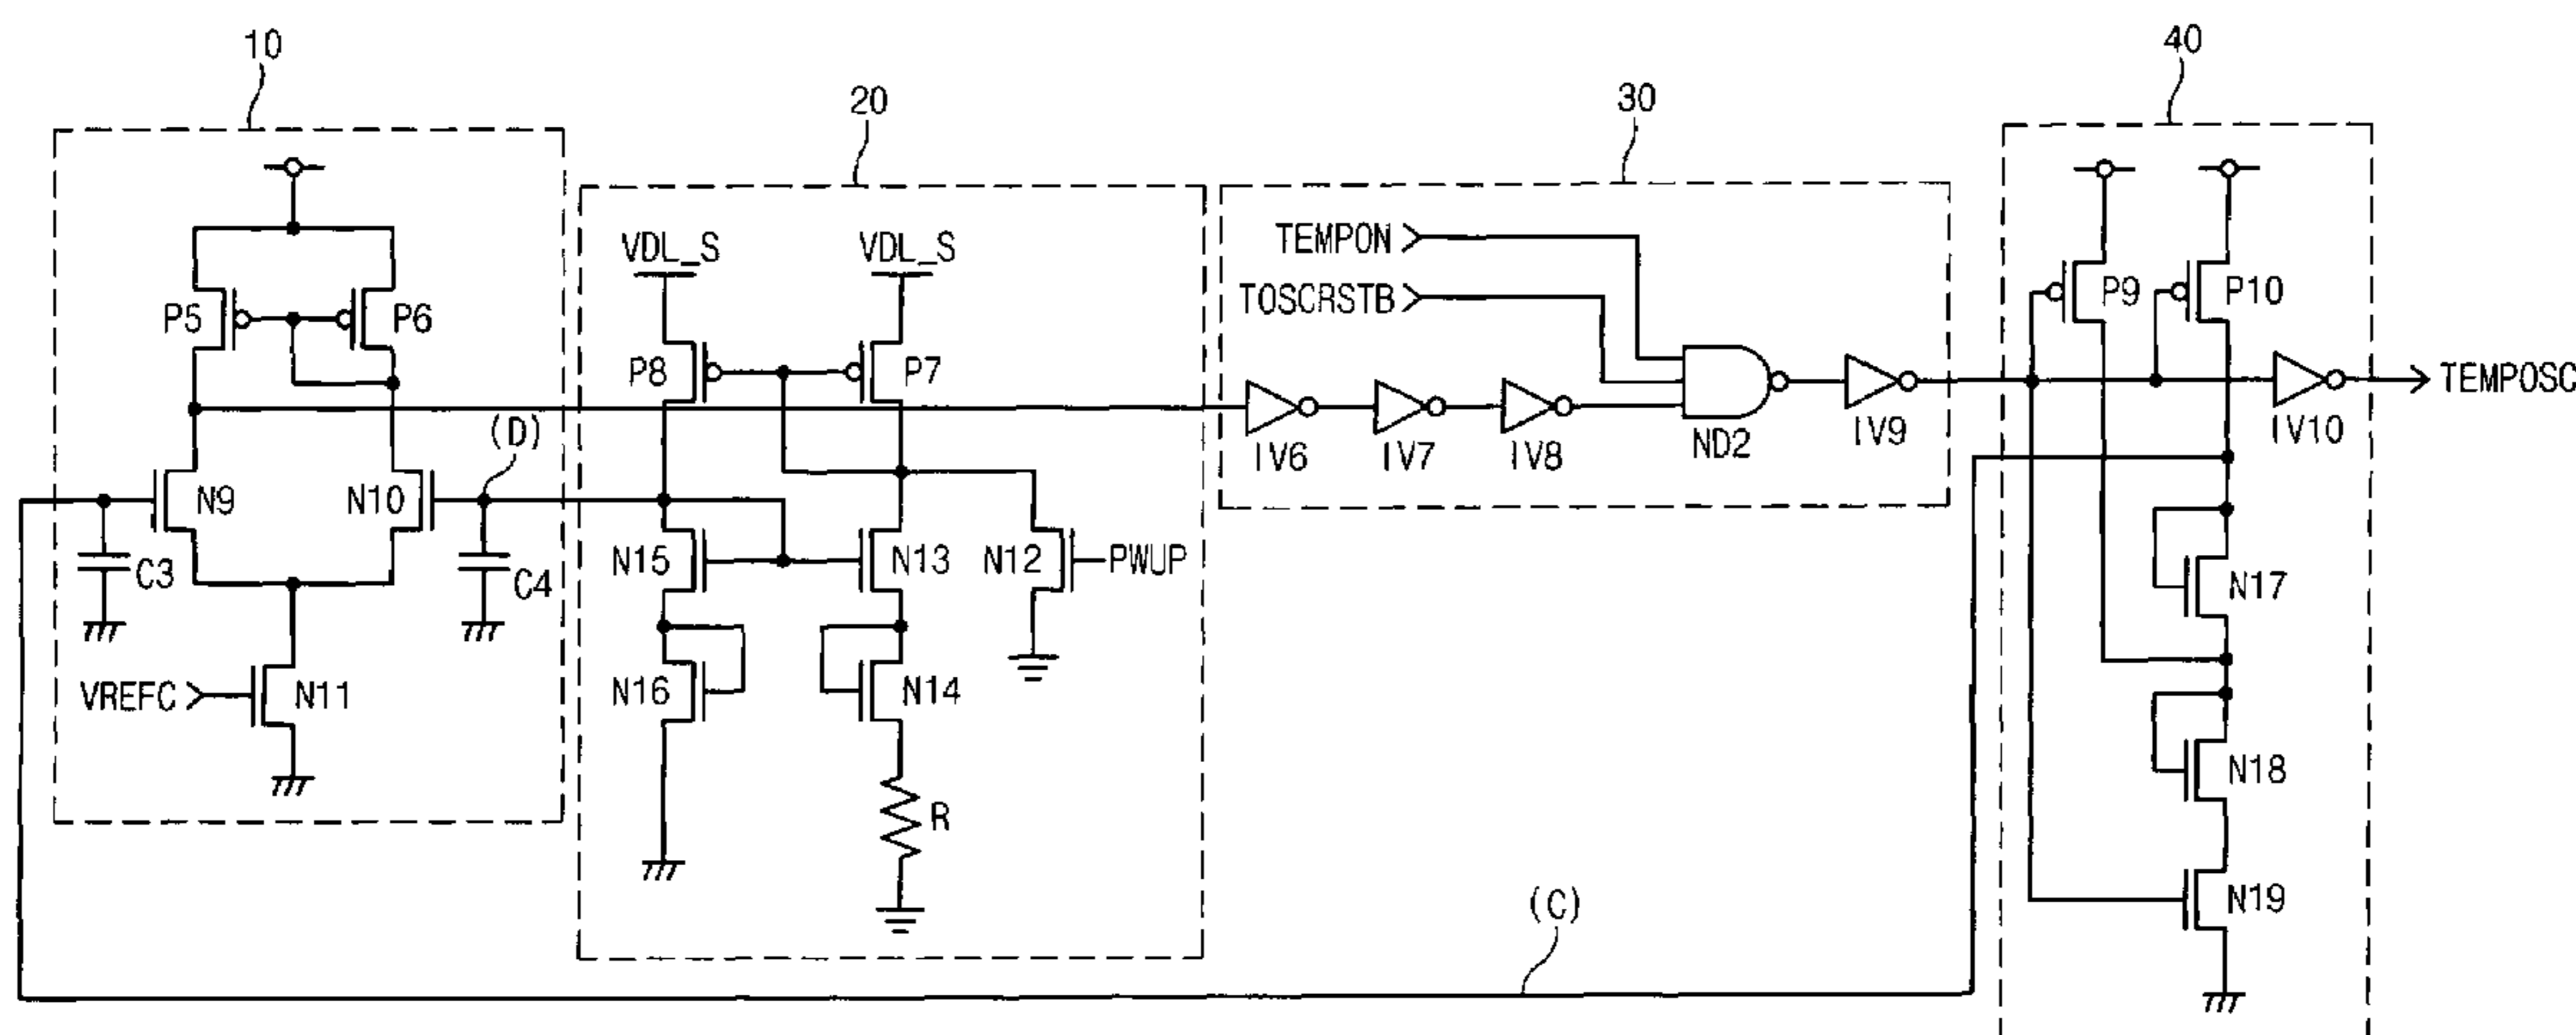 10
20
30
40
P5
P6
N9
N10
(D)
C3
C4
VREFC
N11
VDL_S
VDL_S
P8
P7
N15
N13
N12
PWUP
N16
N14
R
TEMPON
TOSCRSTB
IV6
IV7
IV8
ND2
IV9
P9
P10
IV10
TEMPOSC
N17
N18
N19
(C)